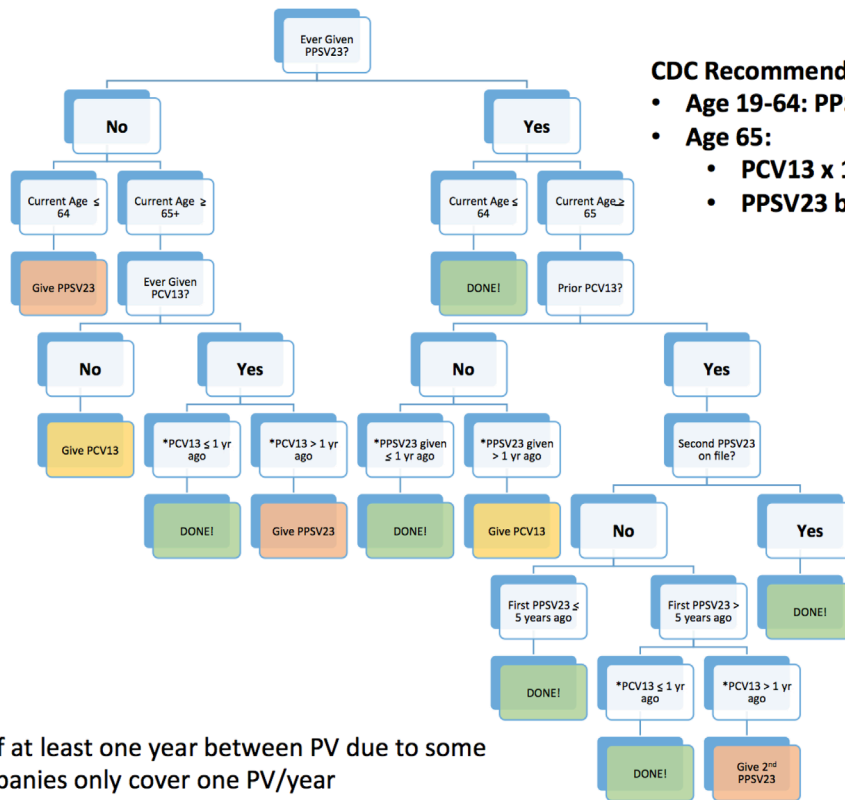 Ever Given
PPSV23?
CDC Recommend
• Age 19-64: PP
• Age 65:
• PCV13 x 1
• PPSV23 b
No
Yes
Current Age ≤
64
Current Age ≥
65+
Current Age ≤
64
Current Age ≥
65
Give PPSV23
Ever Given
PCV13?
DONE!
Prior PCV13?
No
Yes
No
Yes
Give PCV13
*PCV13 ≤ 1 yr
ago
*PCV13 > 1 yr
ago
*PPSV23 given
≤ 1 yr ago
*PPSV23 given
> 1 yr ago
Second PPSV23
on file?
DONE!
Give PPSV23
DONE!
Give PCV13
No
Yes
First PPSV23 ≤
5 years ago
First PPSV23 >
5 years ago
DONE!
DONE!
*PCV13 ≤ 1 yr
ago
*PCV13 > 1 yr
ago
f at least one year between PV due to some
panies only cover one PV/year
DONE!
Give 2nd
PPSV23